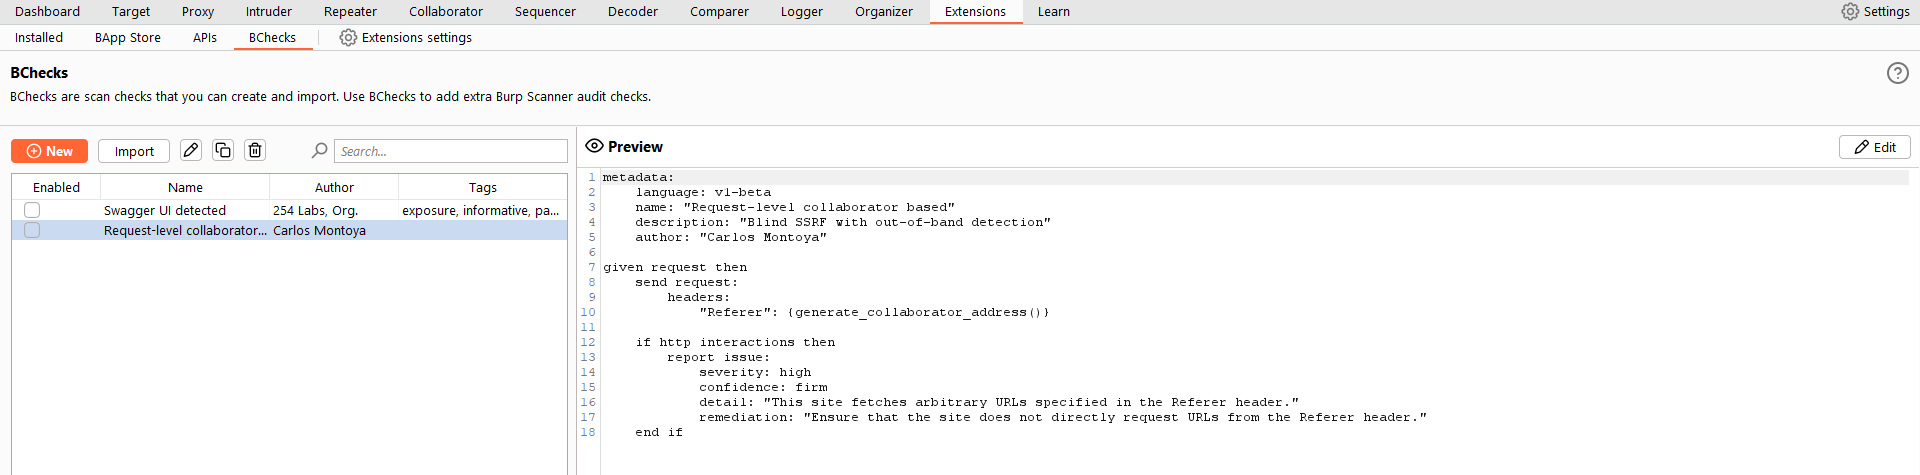 Dashboard Target Proxy Intruder Repeater Collaborator Sequencer Decoder Comparer Logger Organizer Extensions Learn Settings
Installed BApp Store APIs BChecks Extensions settings
BChecks
BChecks are scan checks that you can create and import. Use BChecks to add extra Burp Scanner audit checks.
New Import Search...
Enabled Name Author Tags
Swagger UI detected 254 Labs, Org. exposure, informative, pa...
Request-level collaborator... Carlos Montoya
Preview Edit
1 metadata:
2     language: v1-beta
3     name: "Request-level collaborator based"
4     description: "Blind SSRF with out-of-band detection"
5     author: "Carlos Montoya"
6
7 given request then
8     send request:
9         headers:
10             "Referer": {generate_collaborator_address()}
11
12     if http interactions then
13         report issue:
14             severity: high
15             confidence: firm
16             detail: "This site fetches arbitrary URLs specified in the Referer header."
17             remediation: "Ensure that the site does not directly request URLs from the Referer header."
18     end if